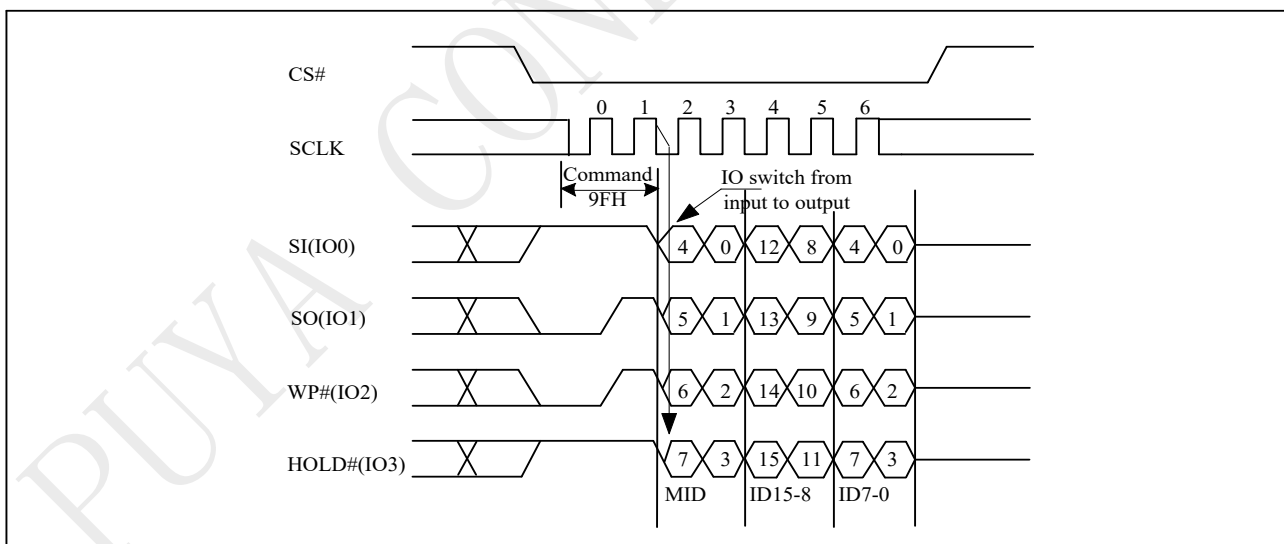 PUYA CON
CS#
0 1 2 3 4 5 6
SCLK
Command
9FH
IO switch from
input to output
SI(IO0)
4 0 12 8 4 0
SO(IO1)
5 1 13 9 5 1
WP#(IO2)
6 2 14 10 6 2
HOLD#(IO3)
7 3 15 11 7 3
MID ID15-8 ID7-0